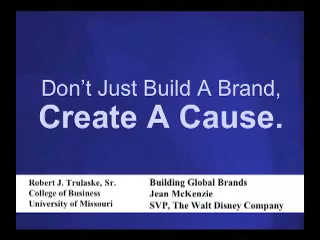 Don't Just Build A Brand,
Create A Cause.
Robert J. Trulaske, Sr.
College of Business
University of Missouri
Building Global Brands
Jean McKenzie
SVP, The Walt Disney Company